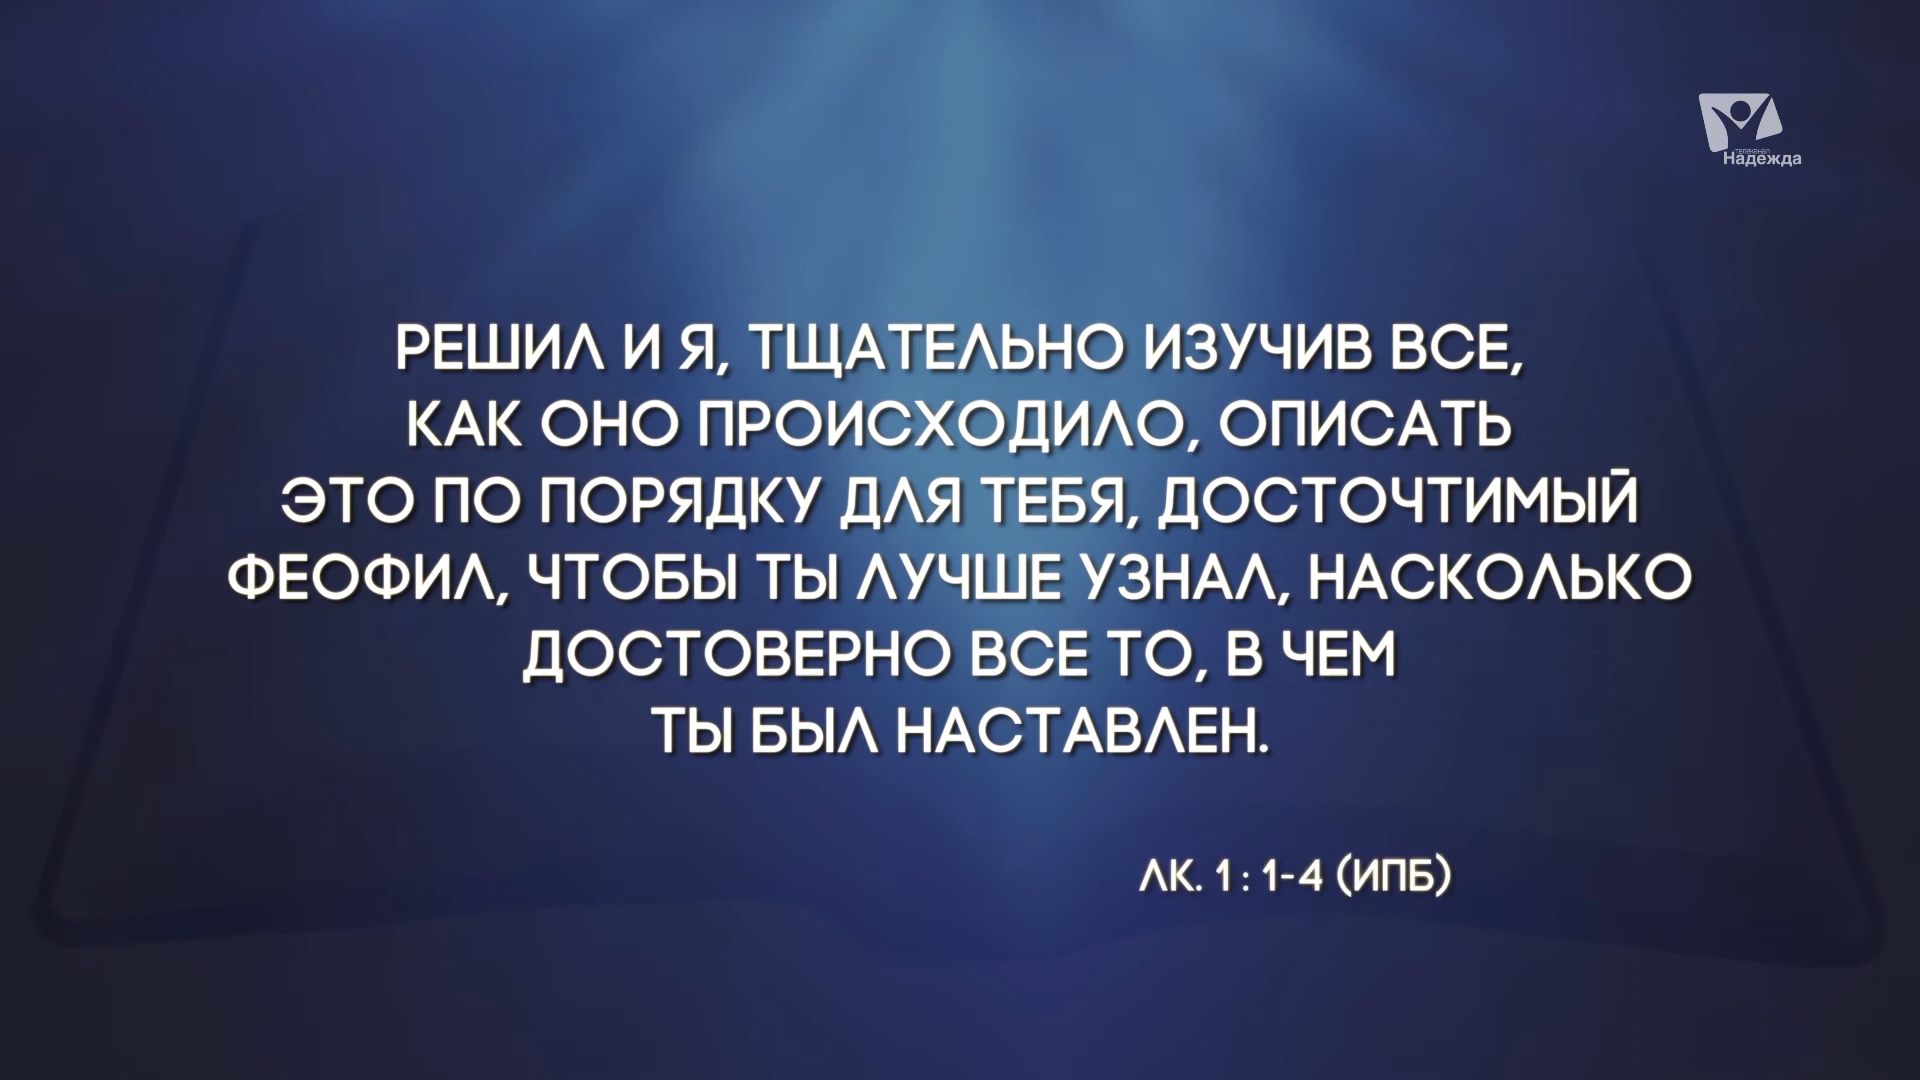 телеканал
Надежда
РЕШИЛ И Я, ТЩАТЕЛЬНО ИЗУЧИВ ВСЕ,
КАК ОНО ПРОИСХОДИЛО, ОПИСАТЬ
ЭТО ПО ПОРЯДКУ ДЛЯ ТЕБЯ, ДОСТОЧТИМЫЙ
ФЕОФИЛ, ЧТОБЫ ТЫ ЛУЧШЕ УЗНАЛ, НАСКОЛЬКО
ДОСТОВЕРНО ВСЕ ТО, В ЧЕМ
ТЫ БЫЛ НАСТАВЛЕН.
ЛК. 1 : 1-4 (ИПБ)